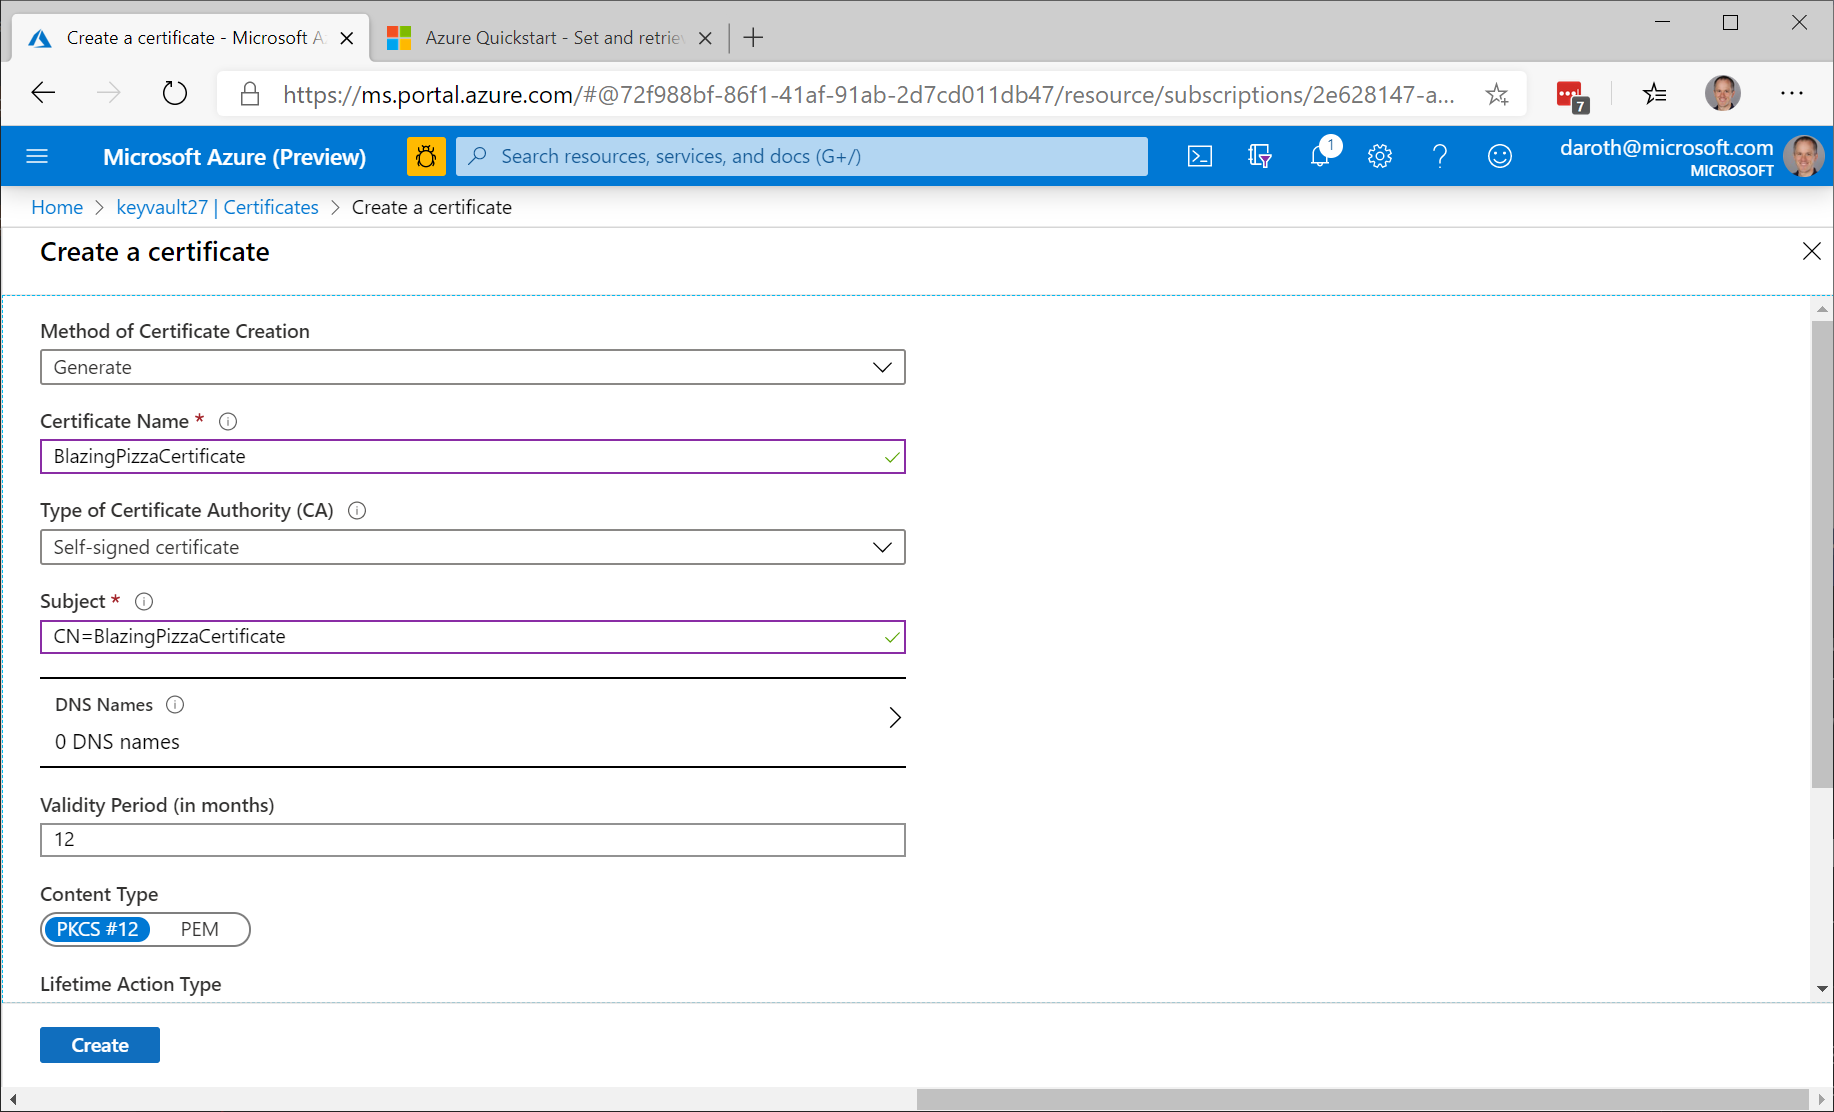 Create a certificate - Microsoft A
Azure Quickstart - Set and retrie
https://ms.portal.azure.com/#@72f988bf-86f1-41af-91ab-2d7cd011db47/resource/subscriptions/2e628147-a...
7
Microsoft Azure (Preview)
Search resources, services, and docs (G+/)
1
daroth@microsoft.com
MICROSOFT
Home > keyvault27 | Certificates > Create a certificate
Create a certificate
Method of Certificate Creation
Generate
Certificate Name *
BlazingPizzaCertificate
Type of Certificate Authority (CA)
Self-signed certificate
Subject *
CN=BlazingPizzaCertificate
DNS Names
0 DNS names
Validity Period (in months)
12
Content Type
PKCS #12 PEM
Lifetime Action Type
Create